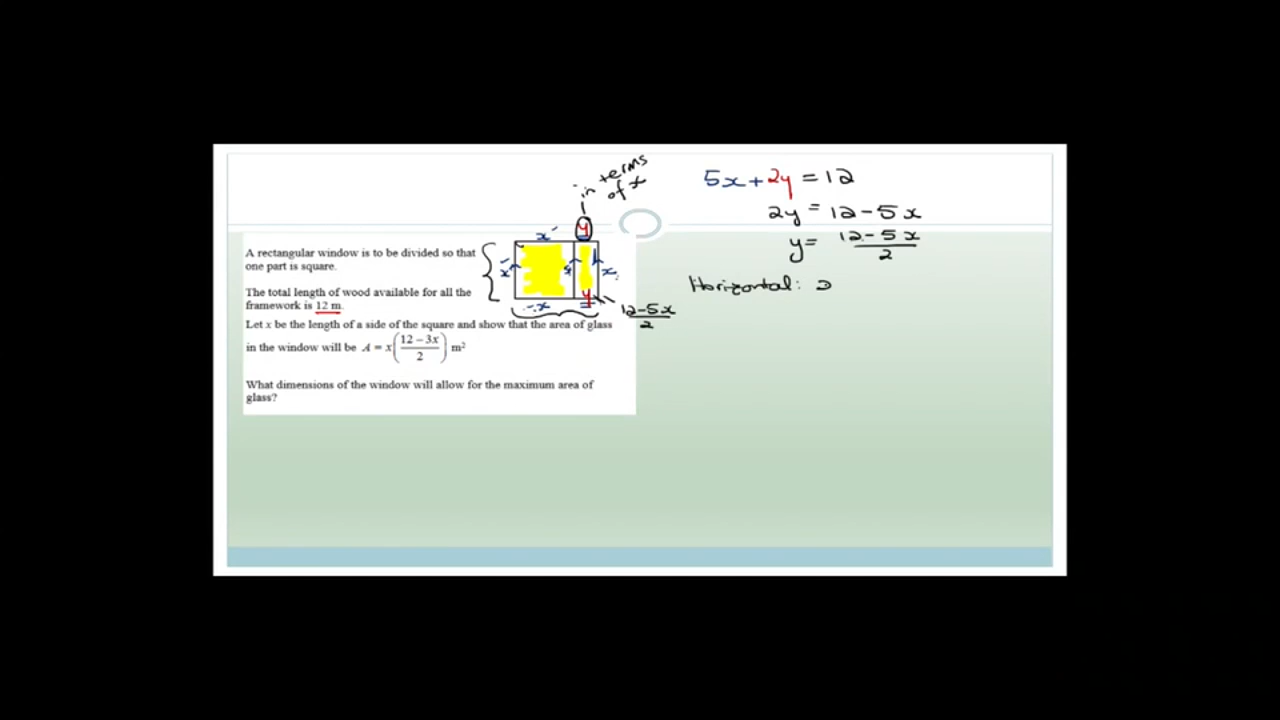 A rectangular window is to be divided so that
one part is square.
The total length of wood available for all the
framework is 12 m.
Let x be the length of a side of the square and show that the area of glass
in the window will be A = x((12 – 3x)/2) m²
What dimensions of the window will allow for the maximum area of
glass?
in terms
of x
y
x
x
x
x
x
y
(12-5x)/2
5x + 2y = 12
2y = 12 - 5x
y = (12 - 5x)/2
Horizontal: